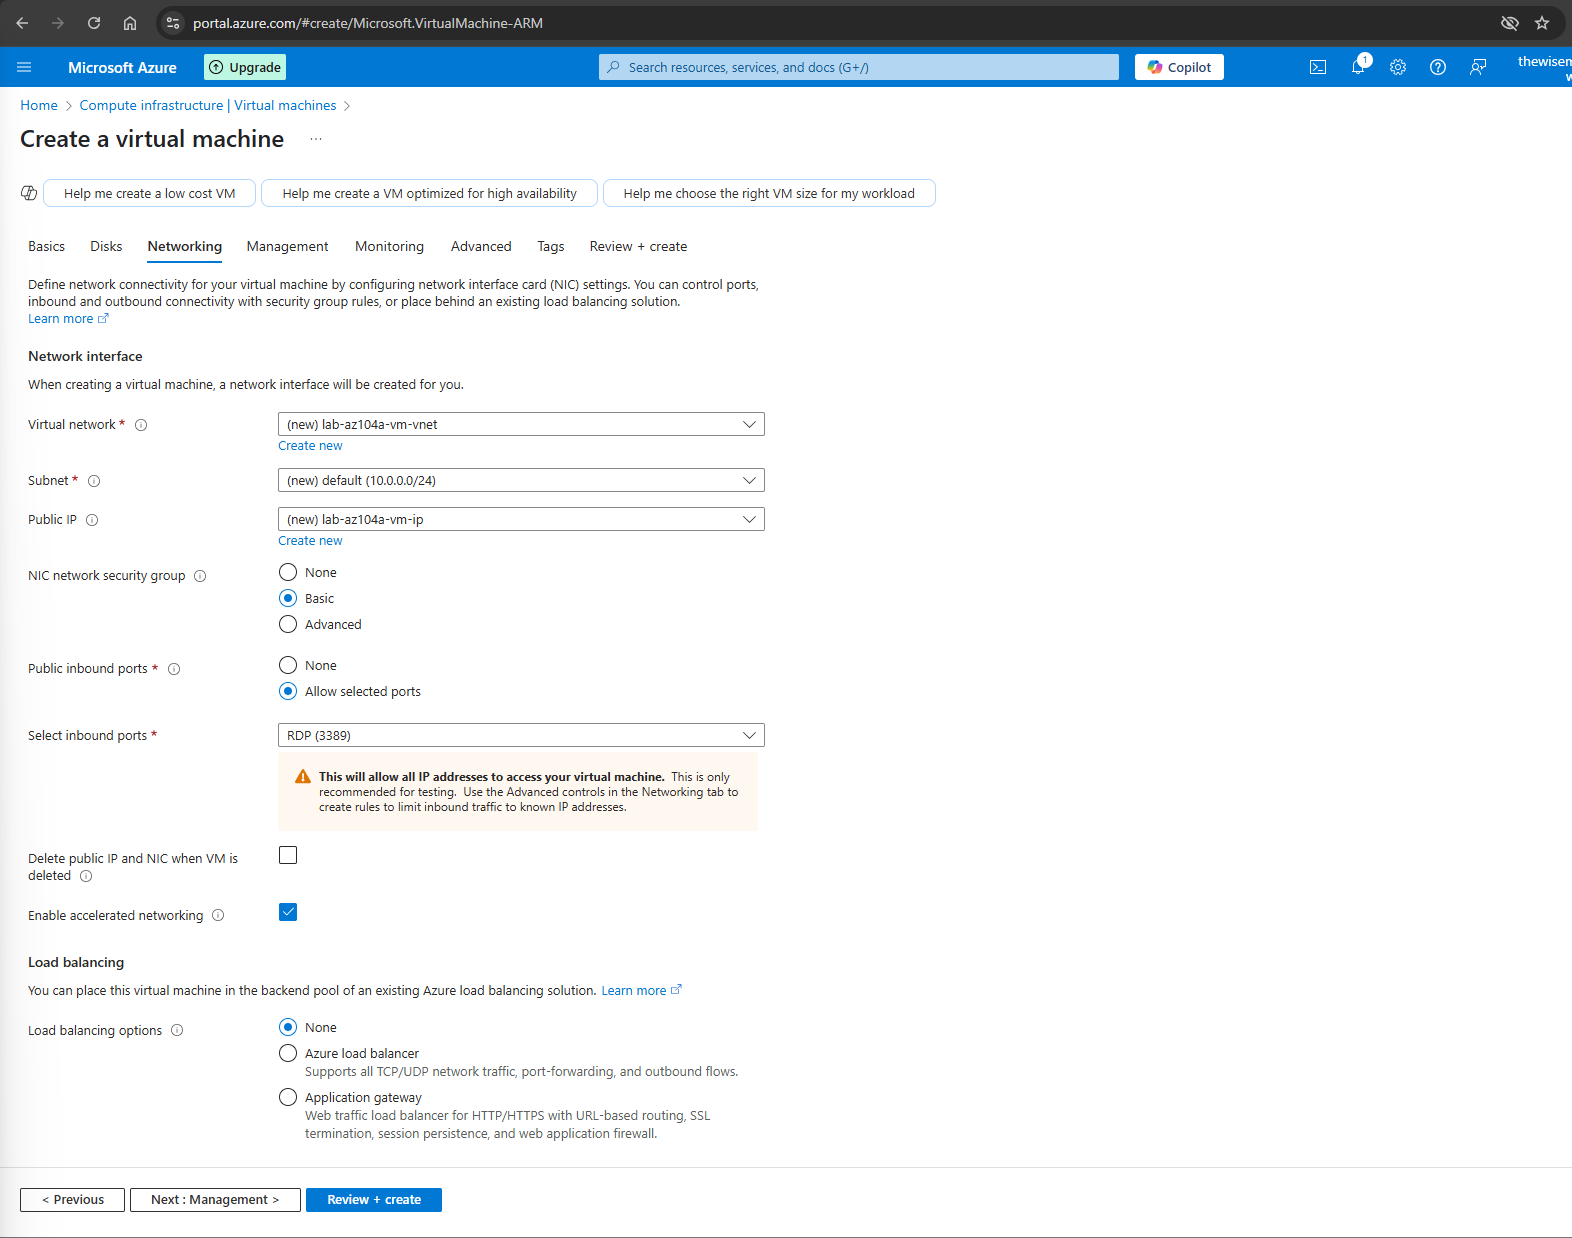 portal.azure.com/#create/Microsoft.VirtualMachine-ARM
Microsoft Azure
Upgrade
Search resources, services, and docs (G+/)
Copilot
1
thewisem
Home > Compute infrastructure | Virtual machines >
Create a virtual machine ...
Help me create a low cost VM
Help me create a VM optimized for high availability
Help me choose the right VM size for my workload
Basics Disks Networking Management Monitoring Advanced Tags Review + create
Define network connectivity for your virtual machine by configuring network interface card (NIC) settings. You can control ports,
inbound and outbound connectivity with security group rules, or place behind an existing load balancing solution.
Learn more
Network interface
When creating a virtual machine, a network interface will be created for you.
Virtual network *
(new) lab-az104a-vm-vnet
Create new
Subnet *
(new) default (10.0.0.0/24)
Public IP
(new) lab-az104a-vm-ip
Create new
NIC network security group
None
Basic
Advanced
Public inbound ports *
None
Allow selected ports
Select inbound ports *
RDP (3389)
This will allow all IP addresses to access your virtual machine. This is only
recommended for testing. Use the Advanced controls in the Networking tab to
create rules to limit inbound traffic to known IP addresses.
Delete public IP and NIC when VM is
deleted
Enable accelerated networking
Load balancing
You can place this virtual machine in the backend pool of an existing Azure load balancing solution. Learn more
Load balancing options
None
Azure load balancer
Supports all TCP/UDP network traffic, port-forwarding, and outbound flows.
Application gateway
Web traffic load balancer for HTTP/HTTPS with URL-based routing, SSL
termination, session persistence, and web application firewall.
< Previous
Next : Management >
Review + create